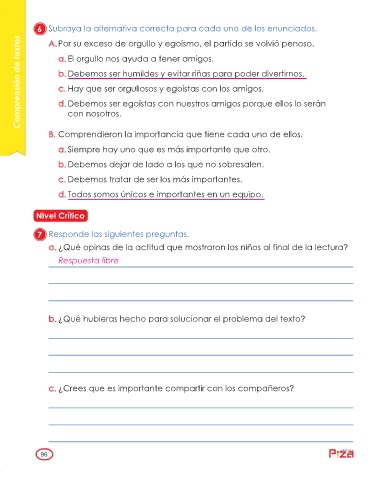 Comprensión de textos
6 Subraya la alternativa correcta para cada uno de los enunciados.
A. Por su exceso de orgullo y egoísmo, el partido se volvió penoso.
a. El orgullo nos ayuda a tener amigos.
b. Debemos ser humildes y evitar riñas para poder divertirnos.
c. Hay que ser orgullosos y egoístas con los amigos.
d. Debemos ser egoístas con nuestros amigos porque ellos lo serán
con nosotros.
B. Comprendieron la importancia que tiene cada uno de ellos.
a. Siempre hay uno que es más importante que otro.
b. Debemos dejar de lado a los que no sobresalen.
c. Debemos tratar de ser los más importantes.
d. Todos somos únicos e importantes en un equipo.
Nivel Crítico
7 Responde las siguientes preguntas.
a. ¿Qué opinas de la actitud que mostraron los niños al final de la lectura?
Respuesta libre
b. ¿Qué hubieras hecho para solucionar el problema del texto?
c. ¿Crees que es importante compartir con los compañeros?
96